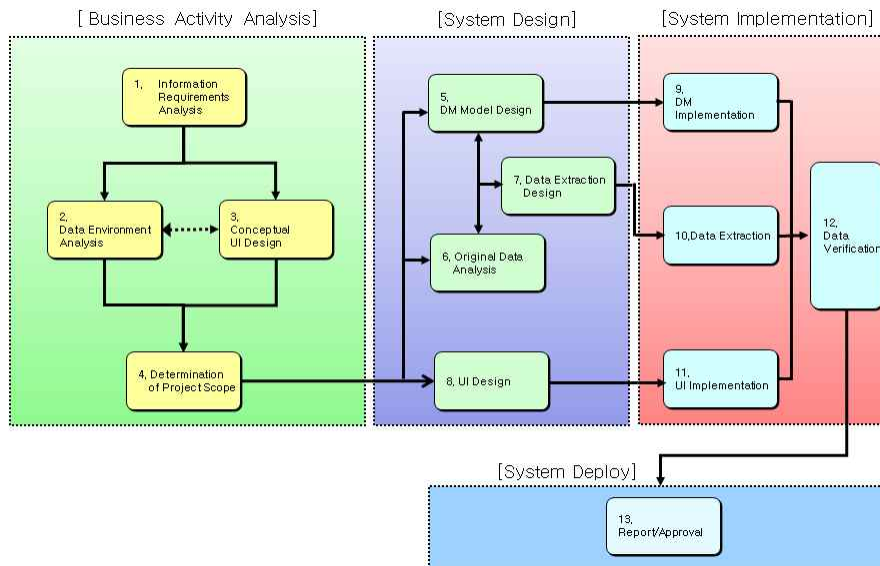 [ Business Activity Analysis]
[System Design]
[System Implementation]
1, Information
Requirements
Analysis
2,
Data Environment
Analysis
3,
Conceptual
UI Design
4, Determination
of Project Scope
5,
DM Model Design
7, Data Extraction
Design
6, Original Data
Analysis
8, UI Design
9,
DM
Implementation
10,Data Extraction
11,
UI Implementation
12,
Data
Verification
[System Deploy]
13,
Report/Approval